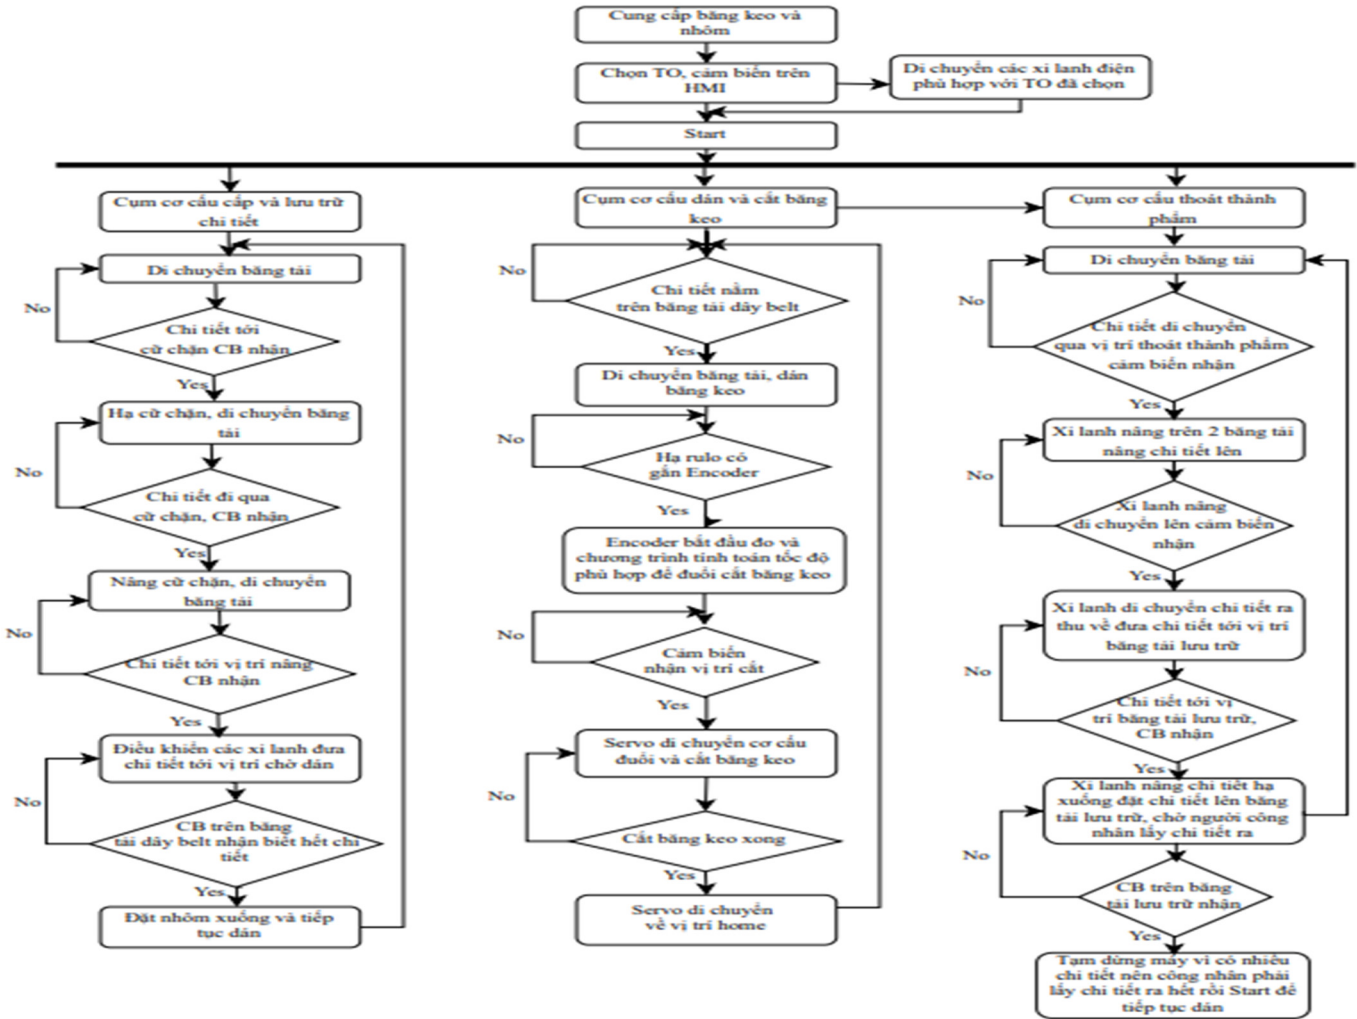 Cung cấp băng keo và
nhôm
Chọn TO, cảm biến trên
HMI
Di chuyển các xi lanh điện
phù hợp với TO đã chọn
Start
Cụm cơ cấu cấp và lưu trữ
chi tiết
Di chuyển băng tải
No
Chi tiết tới
cữ chặn CB nhận
Yes
Hạ cữ chặn, di chuyển băng
tải
No
Chi tiết đi qua
cữ chặn, CB nhận
Yes
Nâng cữ chặn, di chuyển
băng tải
No
Chi tiết tới vị trí nâng
CB nhận
Yes
Điều khiển các xi lanh đưa
chi tiết tới vị trí chờ dán
No
CB trên băng
tải dây belt nhận biết hết chi
tiết
Yes
Đặt nhôm xuống và tiếp
tục dán
Cụm cơ cấu dán và cắt băng
keo
No
Chi tiết nằm
trên băng tải dây belt
Yes
Di chuyển băng tải, dán
băng keo
No
Hạ rulo có
gắn Encoder
Yes
Encoder bắt đầu đo và
chương trình tính toán tốc độ
phù hợp để đuổi cắt băng keo
No
Cảm biến
nhận vị trí cắt
Yes
Servo di chuyển cơ cấu
đuổi và cắt băng keo
No
Cắt băng keo xong
Yes
Servo di chuyển
về vị trí home
Cụm cơ cấu thoát thành
phẩm
Di chuyển băng tải
No
Chi tiết di chuyển
qua vị trí thoát thành phẩm
cảm biến nhận
Yes
Xi lanh nâng trên 2 băng tải
nâng chi tiết lên
No
Xi lanh nâng
di chuyển lên cảm biến
nhận
Yes
Xi lanh di chuyển chi tiết ra
thu về đưa chi tiết tới vị trí
băng tải lưu trữ
No
Chi tiết tới vị
trí băng tải lưu trữ,
CB nhận
Yes
Xi lanh nâng chi tiết hạ
xuống đặt chi tiết lên băng
tải lưu trữ, chờ người công
nhân lấy chi tiết ra
No
CB trên băng
tải lưu trữ nhận
Yes
Tạm dừng máy vì có nhiều
chi tiết nên công nhân phải
lấy chi tiết ra hết rồi Start để
tiếp tục dán